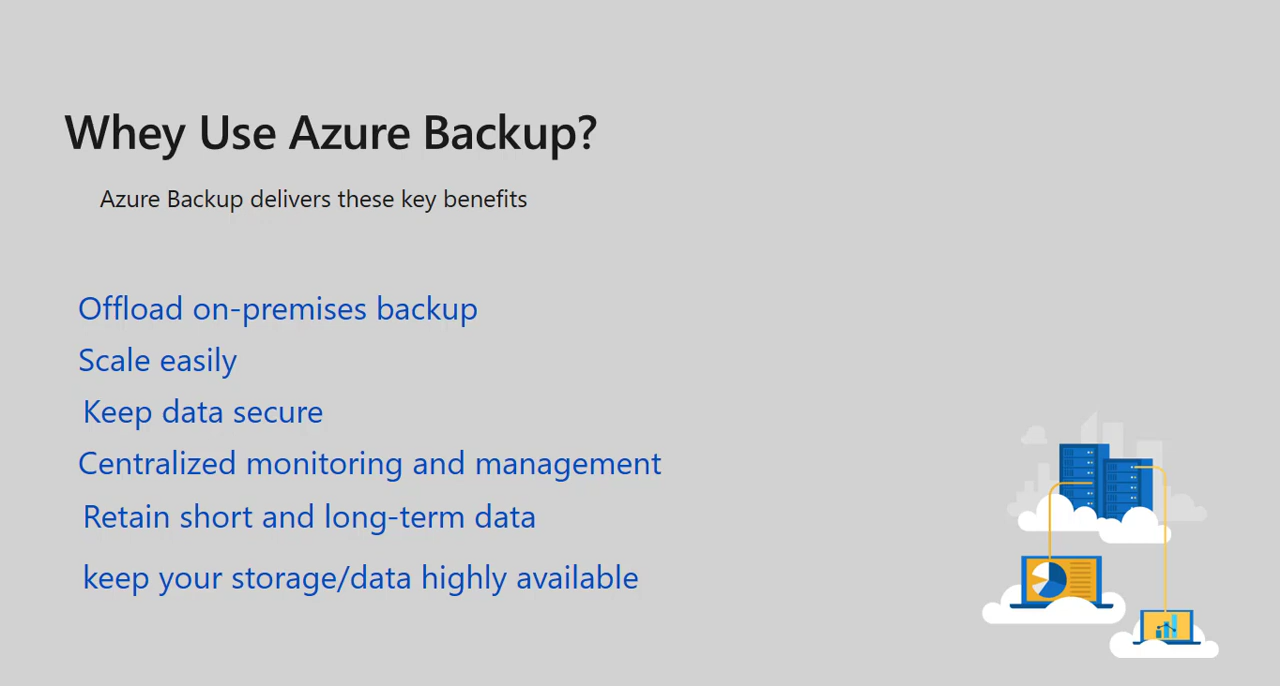 Whey Use Azure Backup?
Azure Backup delivers these key benefits
Offload on-premises backup
Scale easily
Keep data secure
Centralized monitoring and management
Retain short and long-term data
keep your storage/data highly available